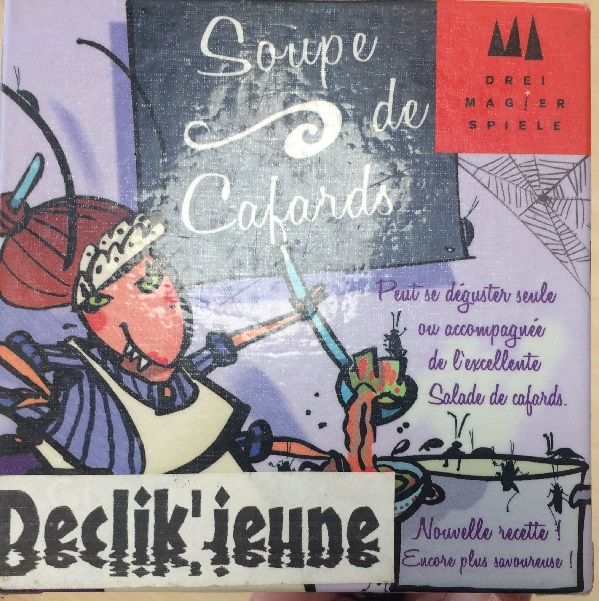 Soupe
de
Cafards
DREI
MAGIER
SPIELE
Peut se déguster seule
ou accompagnée
de l'excellente
Salade de cafards.
Declik'jeune
Nouvelle recette !
Encore plus savoureuse !